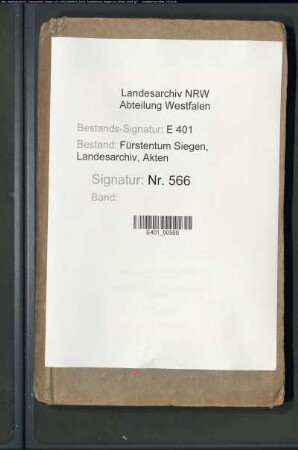 Landesarchiv NRW
Abteilung Westfalen
Bestands-Signatur: E 401
Bestand: Fürstentum Siegen,
Landesarchiv, Akten
Signatur: Nr. 566
Band:
E401_00566